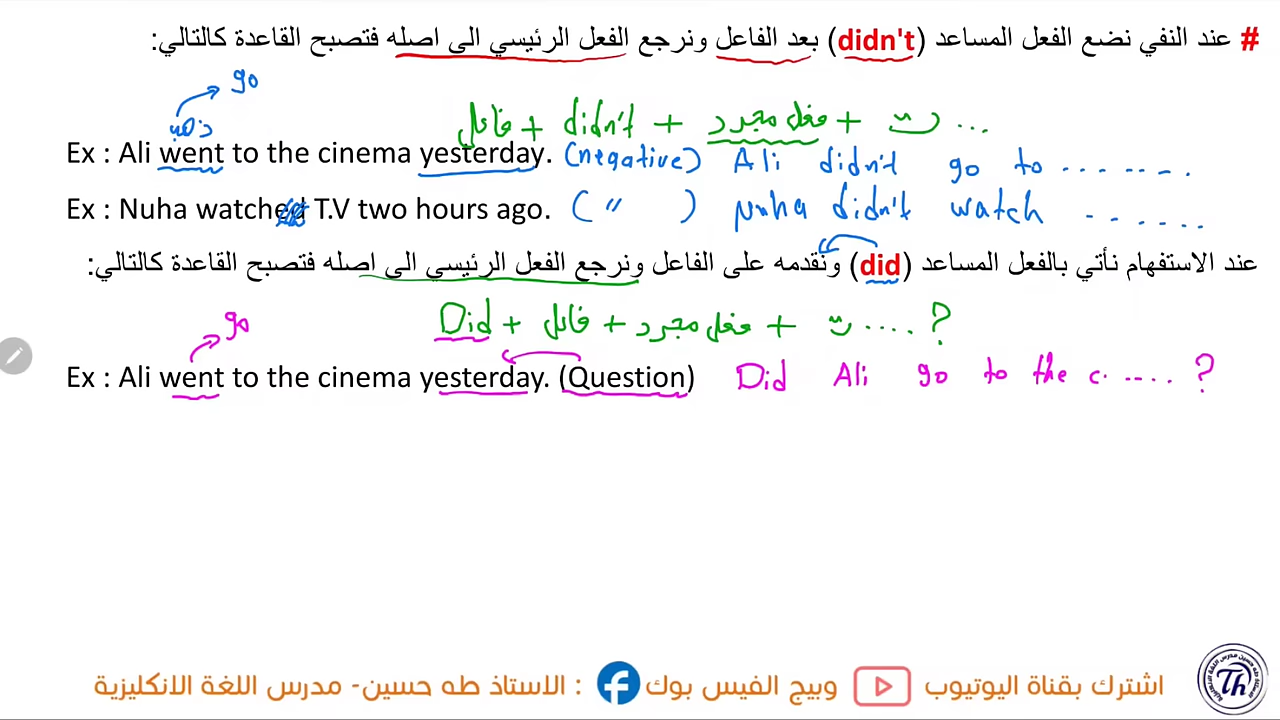 # عند النفي نضع الفعل المساعد (didn't) بعد الفاعل ونرجع الفعل الرئيسي الى اصله فتصبح القاعدة كالتالي:
go
ذهب
فاعل + didn't + فعل مجرد + ت ...
Ex : Ali went to the cinema yesterday. (negative) Ali didn't go to ........
Ex : Nuha watched T.V two hours ago. ( " ) Nuha didn't watch ......
عند الاستفهام نأتي بالفعل المساعد (did) ونقدمه على الفاعل ونرجع الفعل الرئيسي الى اصله فتصبح القاعدة كالتالي:
go
Did + فاعل + فعل مجرد + ت .... ?
Ex : Ali went to the cinema yesterday. (Question) Did Ali go to the c..... ?
اشترك بقناة اليوتيوب وبيج الفيس بوك : الاستاذ طه حسين- مدرس اللغة الانكليزية
Th